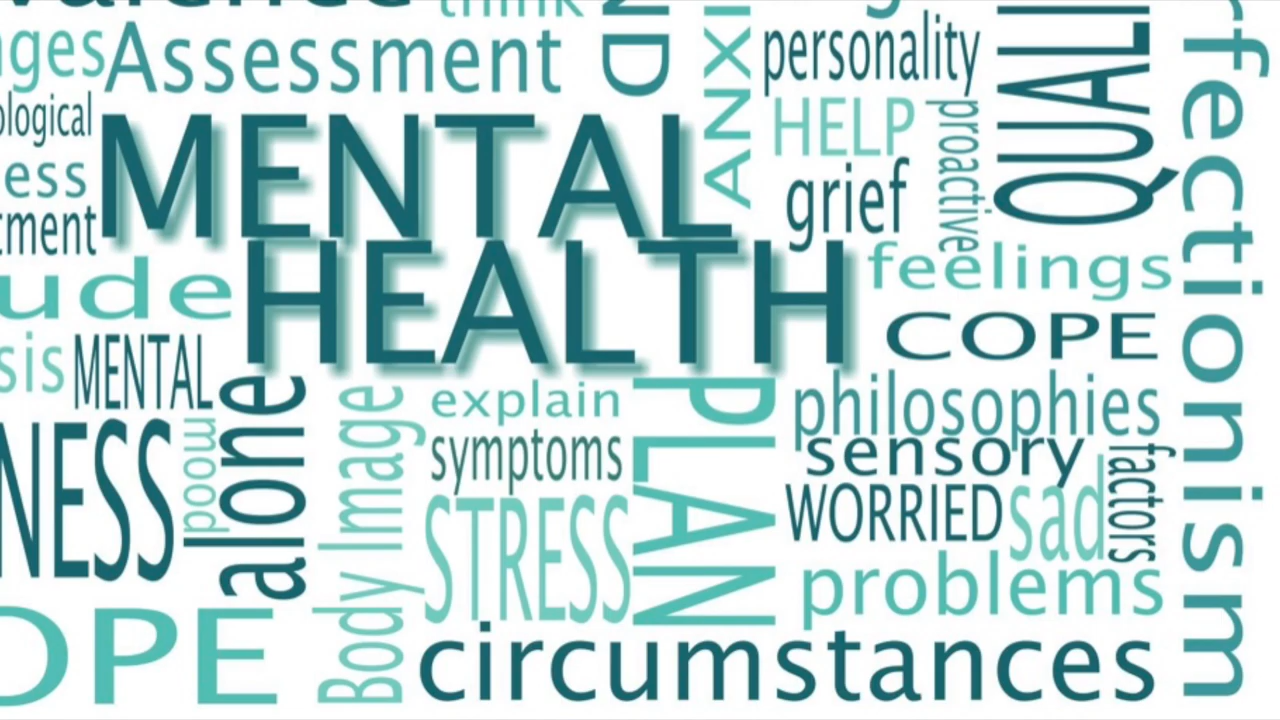 think
Assessment
personality
HELP
proactive
grief
MENTAL
HEALTH
feelings
COPE
MENTAL
alone
mood
Body Image
explain
symptoms
STRESS
PLAN
philosophies
sensory
factors
WORRIED
sad
problems
circumstances